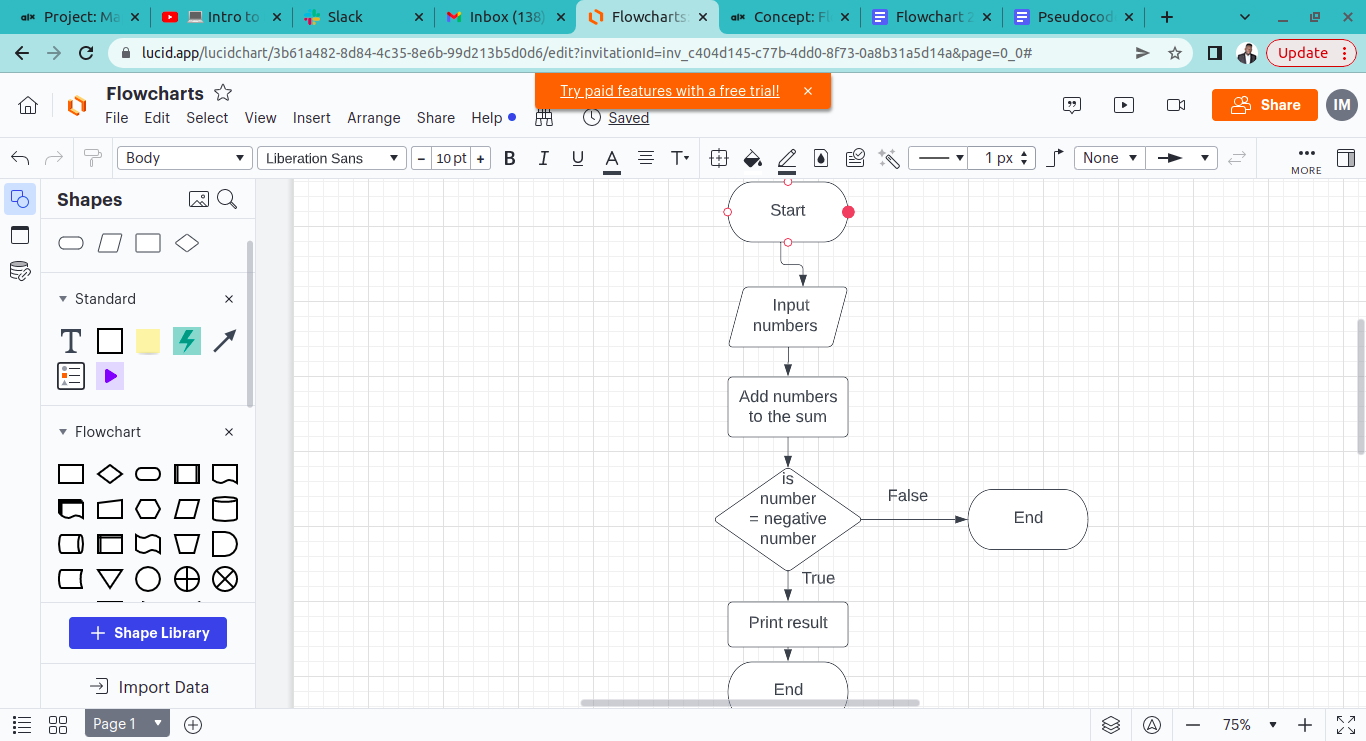 Project: Ma
Intro to
Slack
Inbox (138)
Flowcharts:
Concept: Fl
Flowchart 2
Pseudocod
lucid.app/lucidchart/3b61a482-8d84-4c35-8e6b-99d213b5d0d6/edit?invitationId=inv_c404d145-c77b-4dd0-8f73-0a8b31a5d14a&page=0_0#
Update
Flowcharts
Try paid features with a free trial!
File Edit Select View Insert Arrange Share Help
Saved
Share
IM
Body
Liberation Sans
10 pt
B I U A T
1 px
None
MORE
Shapes
Standard
T
Flowchart
Shape Library
Import Data
Start
Input
numbers
Add numbers
to the sum
is
number
= negative
number
False
End
True
Print result
End
Page 1
75%